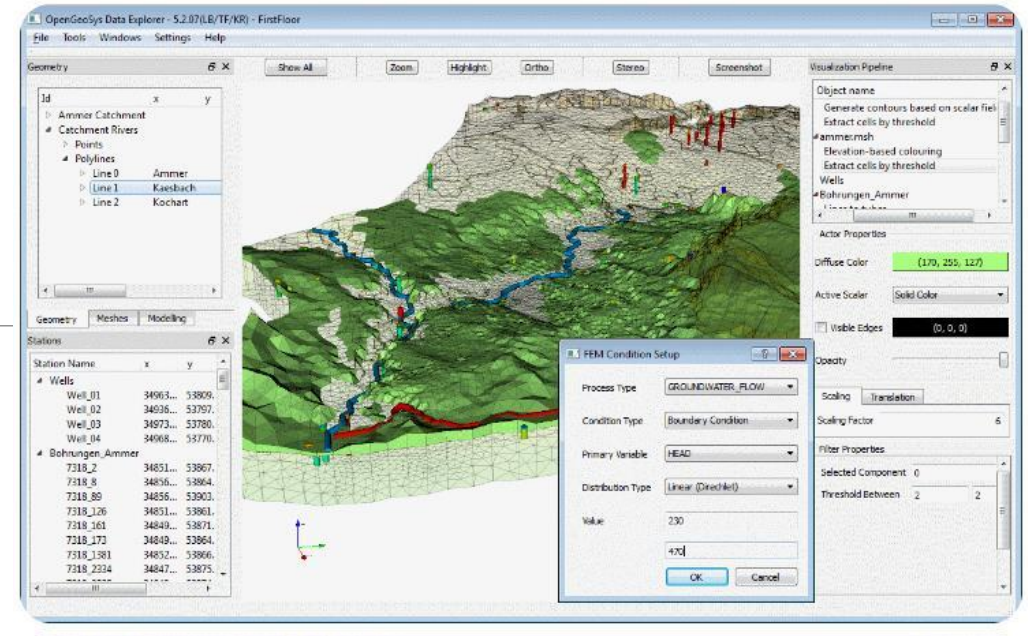 OpenGeoSys Data Explorer - 5.2.07(LB/TF/KR) - FirstFloor
File Tools Windows Settings Help
Geometry
Show All Zoom Highlight Ortho Stereo Screenshot
Id x y
Ammer Catchment
Catchment Rivers
Points
Polylines
Line 0 Ammer
Line 1 Kaesbach
Line 2 Kochart
Geometry Meshes Modelling
Stations
Station Name x y
Wells
Well_01 34963... 53809.
Well_02 34936... 53797.
Well_03 34973... 53780.
Well_04 34968... 53770.
Bohrungen_Ammer
7318_2 34851... 53867.
7318_8 34856... 53864.
7318_89 34856... 53903.
7318_126 34851... 53861.
7318_161 34849... 53871.
7318_173 34849... 53864.
7318_1381 34852... 53866.
7318_2334 34847... 53875.
FEM Condition Setup
Process Type GROUNDWATER_FLOW
Condition Type Boundary Condition
Primary Variable HEAD
Distribution Type Linear (Direchlet)
Value 230
470
OK Cancel
Visualization Pipeline
Object name
Generate contours based on scalar fiel
Extract cells by threshold
ammer.msh
Elevation-based colouring
Extract cells by threshold
Wells
Bohrungen_Ammer
Actor Properties
Diffuse Color (170, 255, 127)
Active Scalar Solid Color
Visible Edges (0, 0, 0)
Opacity
Scaling Translation
Scaling Factor 6
Filter Properties
Selected Component 0
Threshold Between 2 2